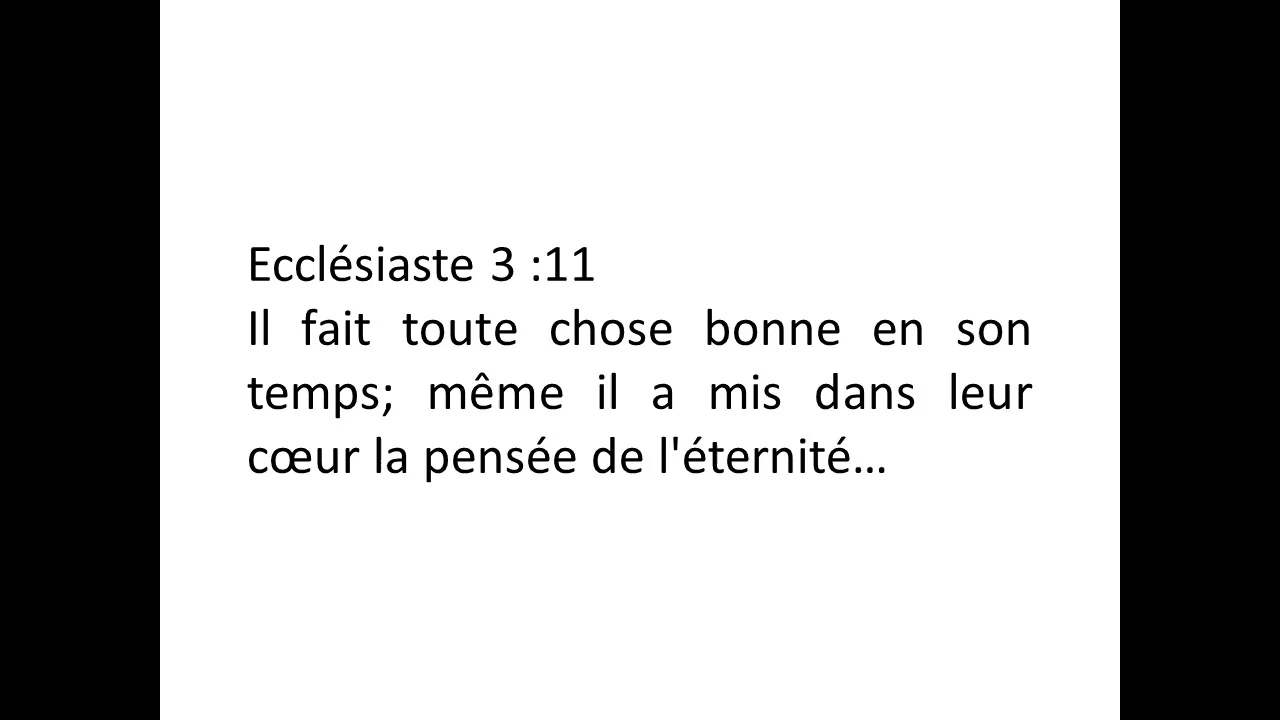 Ecclésiaste 3 :11
Il fait toute chose bonne en son
temps; même il a mis dans leur
cœur la pensée de l'éternité…